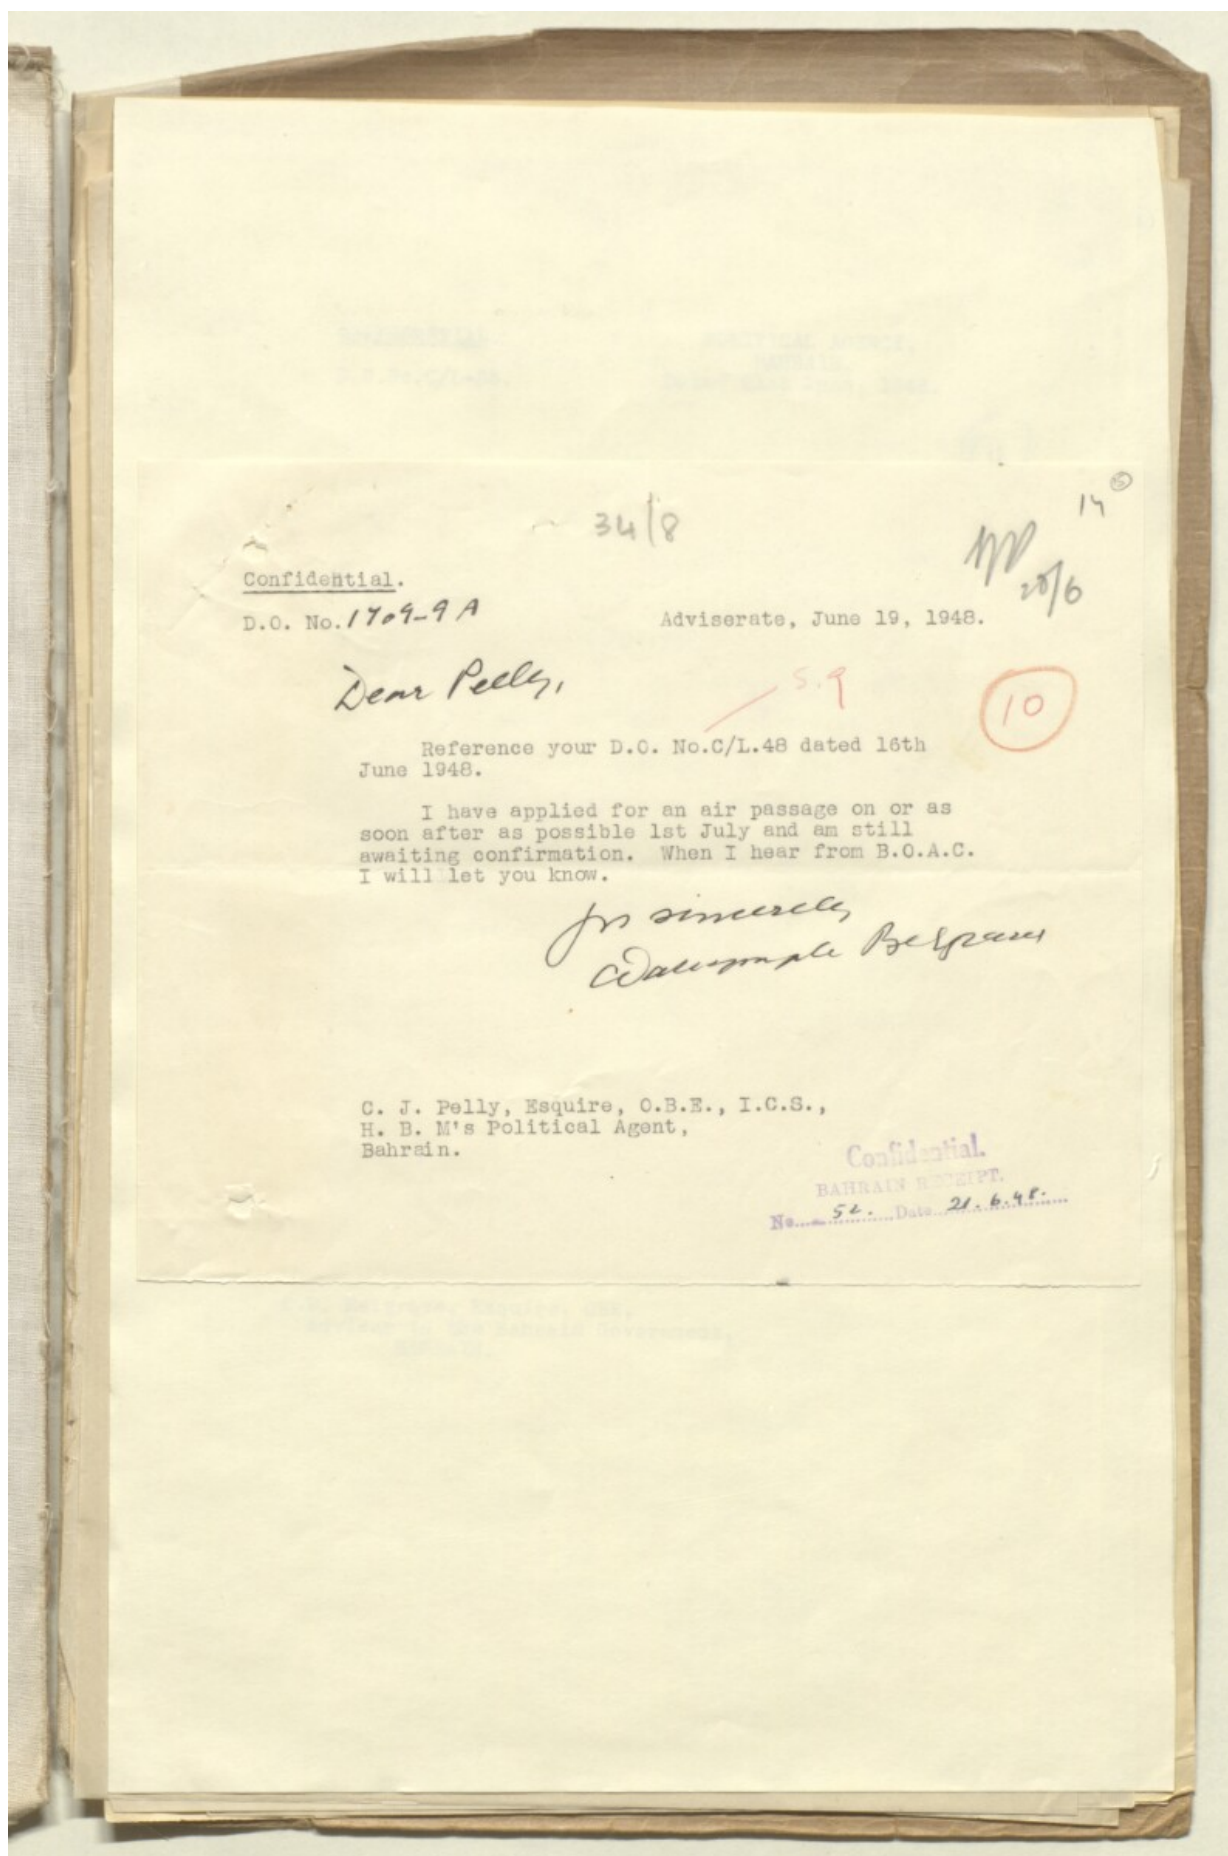 34/8
14
20/6
Confidential.
D.O. No. 1709-9A
Adviserate, June 19, 1948.
Dear Pelly,
S.9
10
Reference your D.O. No.C/L.48 dated 16th
June 1948.
I have applied for an air passage on or as
soon after as possible 1st July and am still
awaiting confirmation. When I hear from B.O.A.C.
I will let you know.
Yrs sincerely
CDalrymple Belgrave
C. J. Pelly, Esquire, O.B.E., I.C.S.,
H. B. M's Political Agent,
Bahrain.
Confidential.
BAHRAIN RECEIPT.
No. 52. Date 21.6.48.